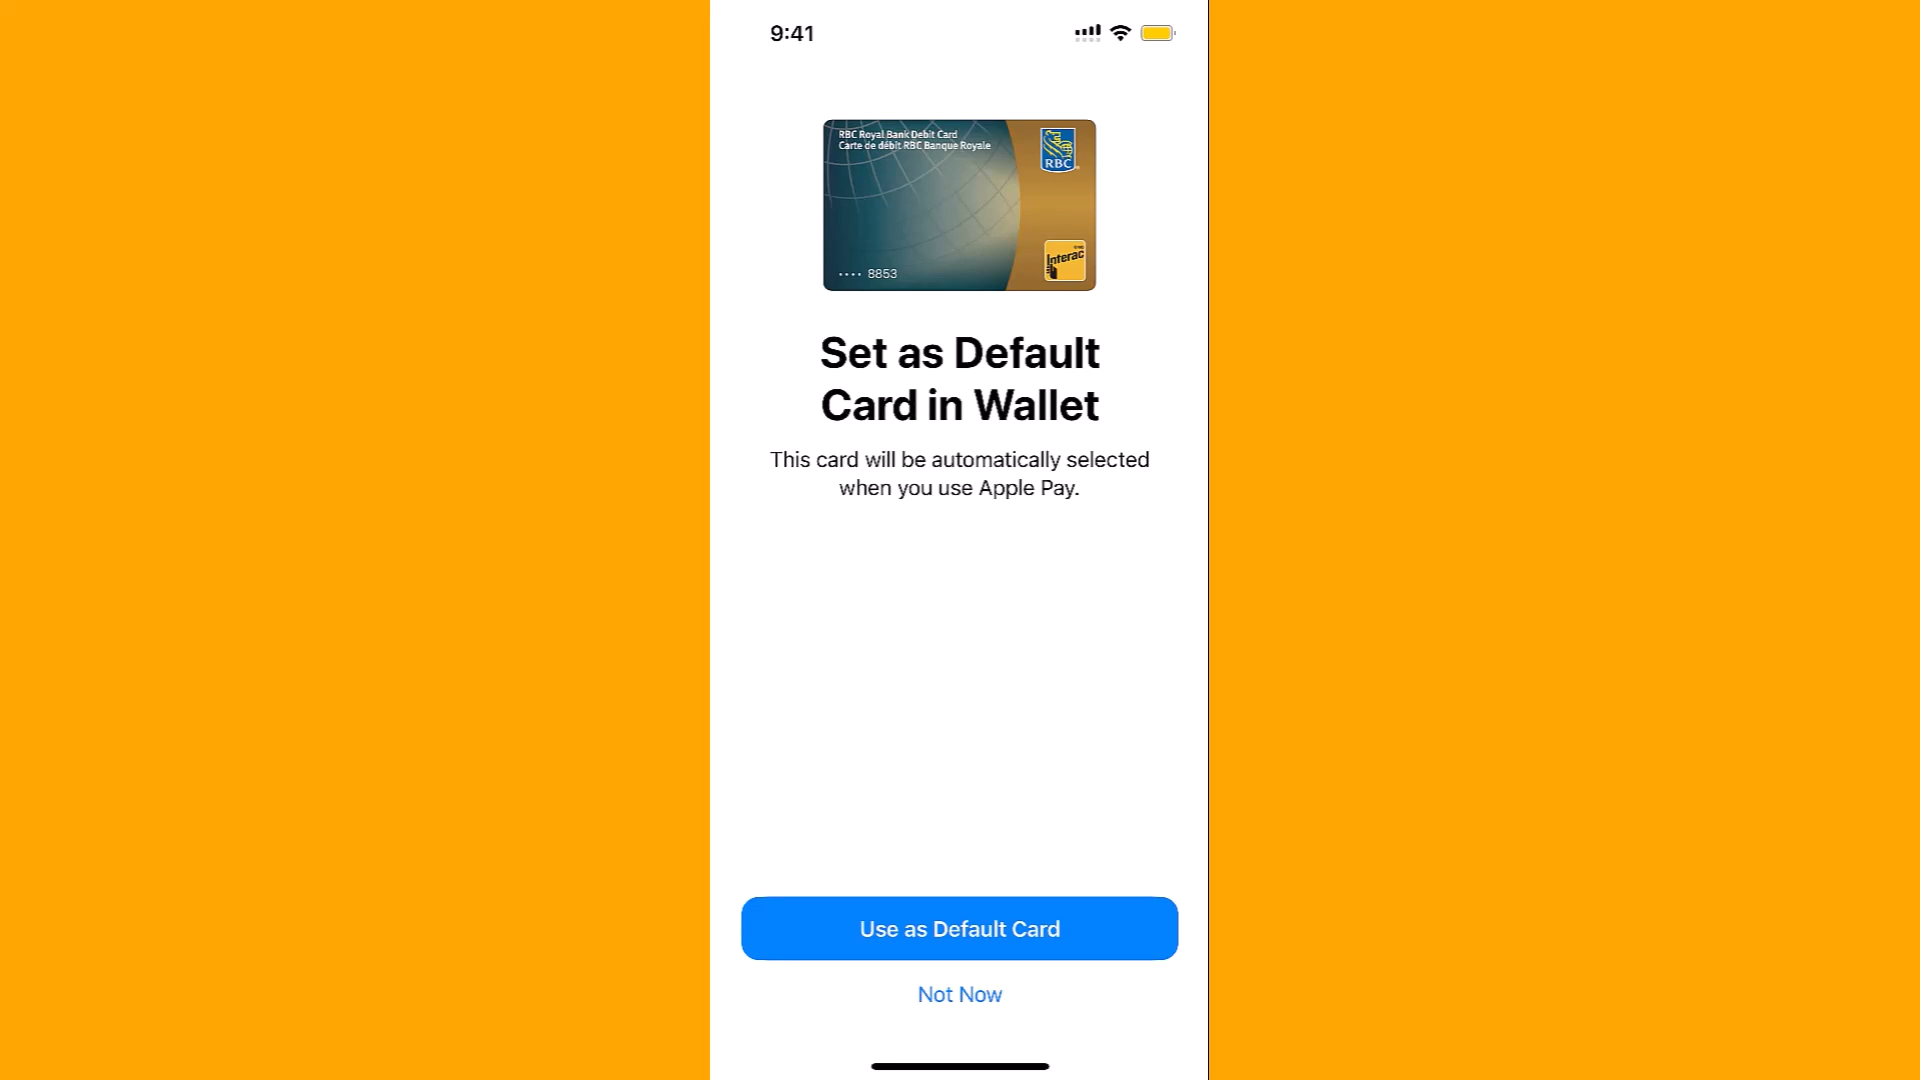 9:41
RBC Royal Bank Debit Card
Carte de débit RBC Banque Royale
RBC
Interac
•••• 8853
Set as Default
Card in Wallet
This card will be automatically selected
when you use Apple Pay.
Use as Default Card
Not Now